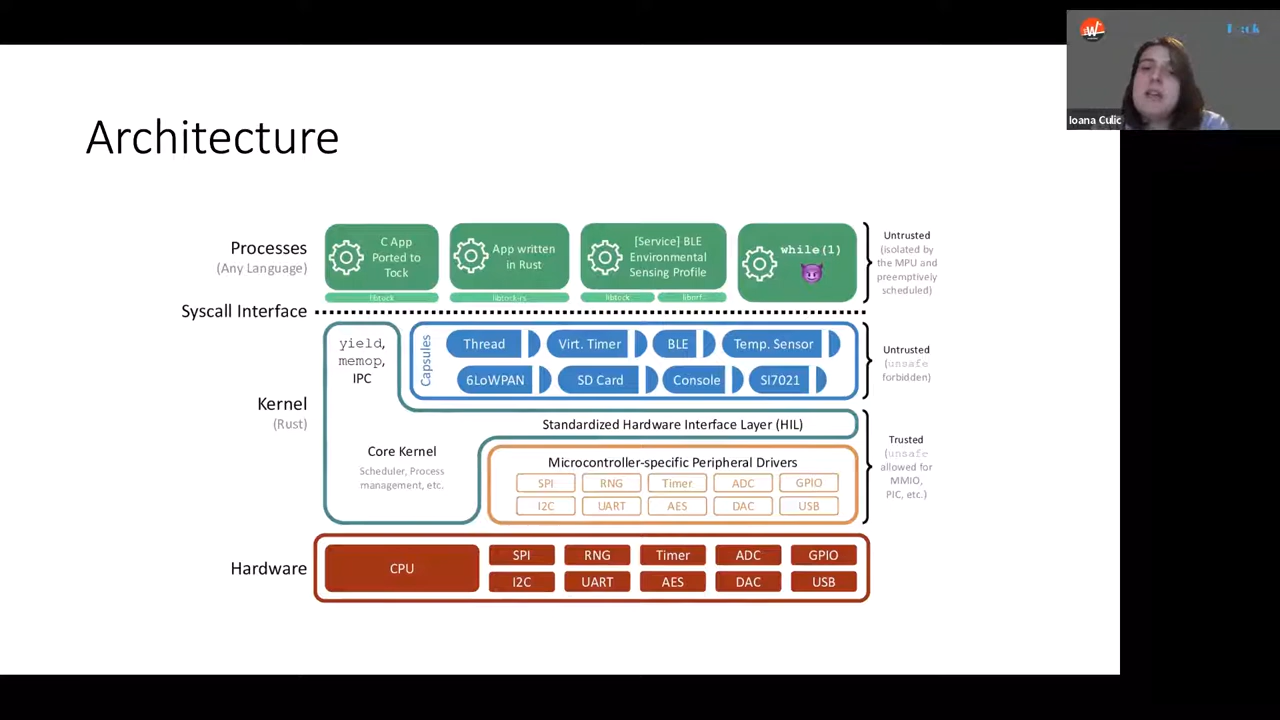 Ioana Culic
Architecture
Processes
(Any Language)
C App
Ported to
Tock
libtock
App written
in Rust
libtock-rs
[Service] BLE
Environmental
Sensing Profile
libtock
while(1)
Untrusted
(isolated by
the MPU and
preemptively
scheduled)
Syscall Interface
Kernel
(Rust)
yield,
memop,
IPC
Core Kernel
Scheduler, Process
management, etc.
Capsules
Thread
Virt. Timer
BLE
Temp. Sensor
6LoWPAN
SD Card
Console
SI7021
Untrusted
(unsafe
forbidden)
Standardized Hardware Interface Layer (HIL)
Microcontroller-specific Peripheral Drivers
SPI
RNG
Timer
ADC
GPIO
I2C
UART
AES
DAC
USB
Trusted
(unsafe
allowed for
MMIO,
PIC, etc.)
Hardware
CPU
SPI
RNG
Timer
ADC
GPIO
I2C
UART
AES
DAC
USB